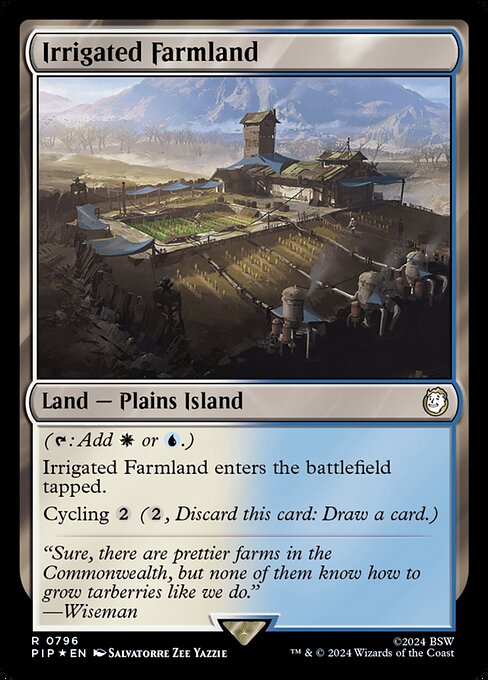 Irrigated Farmland
Land — Plains Island
(T: Add W or U.)
Irrigated Farmland enters the battlefield
tapped.
Cycling 2 (2, Discard this card: Draw a card.)
“Sure, there are prettier farms in the
Commonwealth, but none of them know how to
grow tarberries like we do.”
—Wiseman
R 0796
PIP ★ EN Salvatorre Zee Yazzie
©2024 BSW
™ & © 2024 Wizards of the Coast